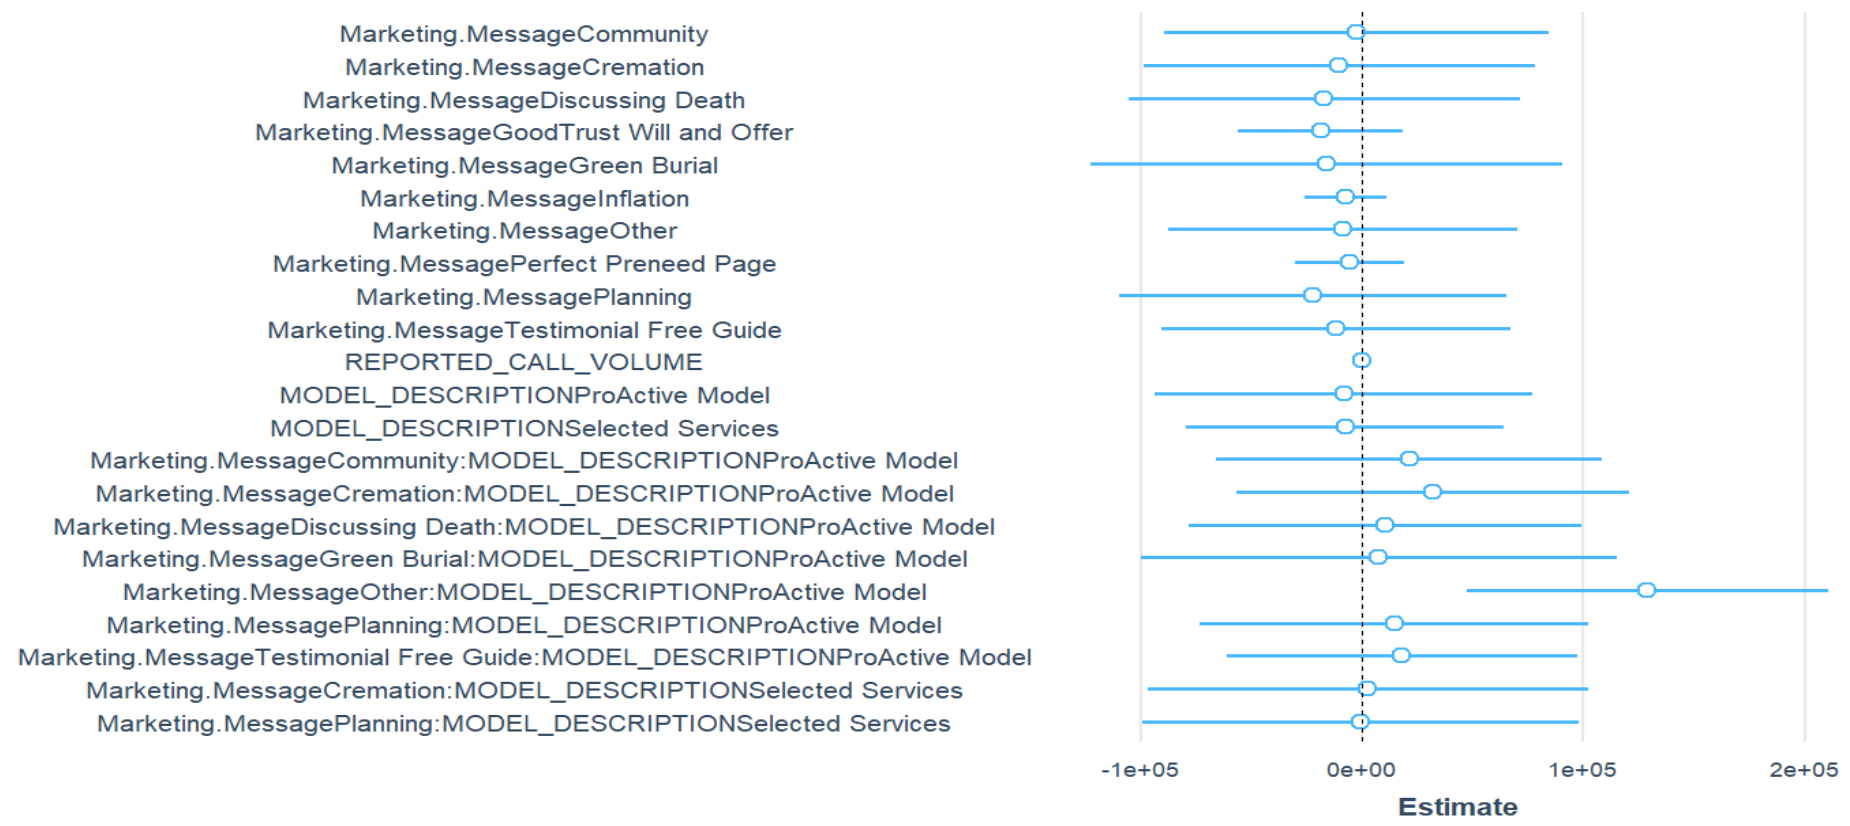 Marketing.MessageCommunity
Marketing.MessageCremation
Marketing.MessageDiscussing Death
Marketing.MessageGoodTrust Will and Offer
Marketing.MessageGreen Burial
Marketing.MessageInflation
Marketing.MessageOther
Marketing.MessagePerfect Preneed Page
Marketing.MessagePlanning
Marketing.MessageTestimonial Free Guide
REPORTED_CALL_VOLUME
MODEL_DESCRIPTIONProActive Model
MODEL_DESCRIPTIONSelected Services
Marketing.MessageCommunity:MODEL_DESCRIPTIONProActive Model
Marketing.MessageCremation:MODEL_DESCRIPTIONProActive Model
Marketing.MessageDiscussing Death:MODEL_DESCRIPTIONProActive Model
Marketing.MessageGreen Burial:MODEL_DESCRIPTIONProActive Model
Marketing.MessageOther:MODEL_DESCRIPTIONProActive Model
Marketing.MessagePlanning:MODEL_DESCRIPTIONProActive Model
Marketing.MessageTestimonial Free Guide:MODEL_DESCRIPTIONProActive Model
Marketing.MessageCremation:MODEL_DESCRIPTIONSelected Services
Marketing.MessagePlanning:MODEL_DESCRIPTIONSelected Services
-1e+05 0e+00 1e+05 2e+05
Estimate